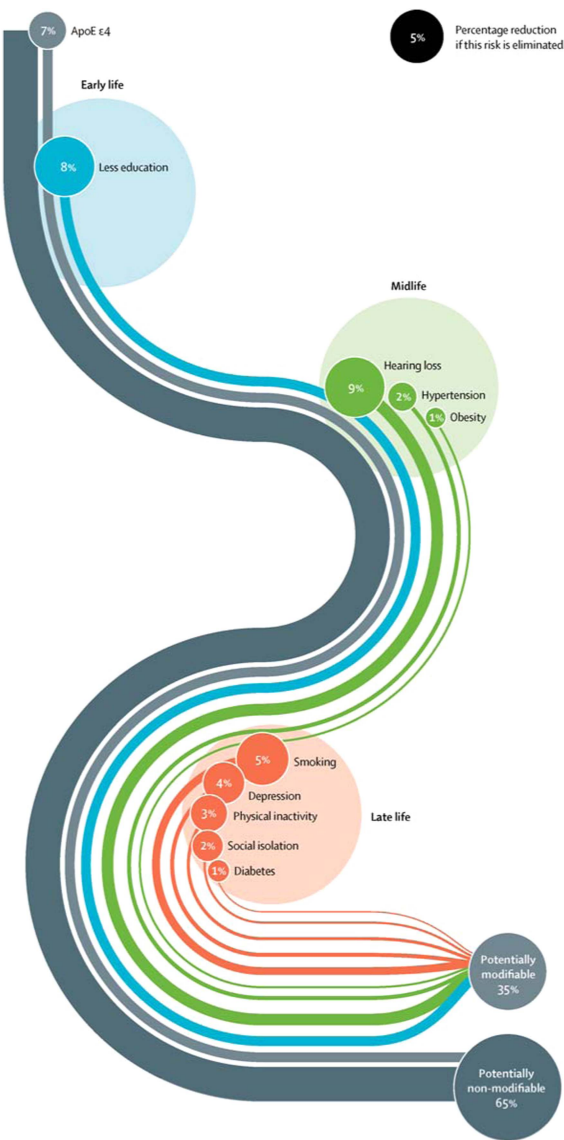 7%
ApoE ε4
5%
Percentage reduction
if this risk is eliminated
Early life
8%
Less education
Midlife
Hearing loss
9%
2%
Hypertension
1%
Obesity
5%
Smoking
4%
Depression
3%
Physical inactivity
Late life
2%
Social isolation
1%
Diabetes
Potentially
modifiable
35%
Potentially
non-modifiable
65%